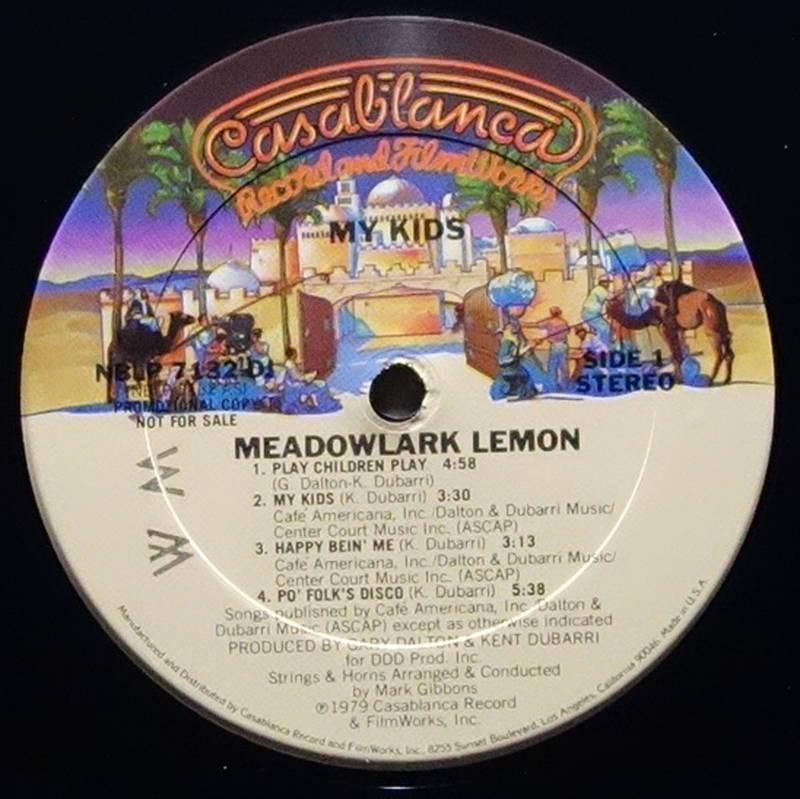 Casablanca
Record and FilmWorks
MY KIDS
NBLP 7132 DJ
PROMOTIONAL COPY
NOT FOR SALE
SIDE 1
STEREO
MEADOWLARK LEMON
1. PLAY CHILDREN PLAY 4:58
(G. Dalton-K. Dubarri)
2. MY KIDS (K. Dubarri) 3:30
Café Americana, Inc./Dalton & Dubarri Music/
Center Court Music Inc. (ASCAP)
3. HAPPY BEIN' ME (K. Dubarri) 3:13
Café Americana, Inc./Dalton & Dubarri Music/
Center Court Music Inc. (ASCAP)
4. PO' FOLK'S DISCO (K. Dubarri) 5:38
Songs published by Café Americana, Inc./Dalton &
Dubarri Music (ASCAP) except as otherwise indicated
PRODUCED BY GARY DALTON & KENT DUBARRI
for DDD Prod. Inc.
Strings & Horns Arranged & Conducted
by Mark Gibbons
℗1979 Casablanca Record
& FilmWorks, Inc.
Manufactured and Distributed by Casablanca Record and FilmWorks, Inc., 8255 Sunset Boulevard, Los Angeles, California 90046. Made in U.S.A.